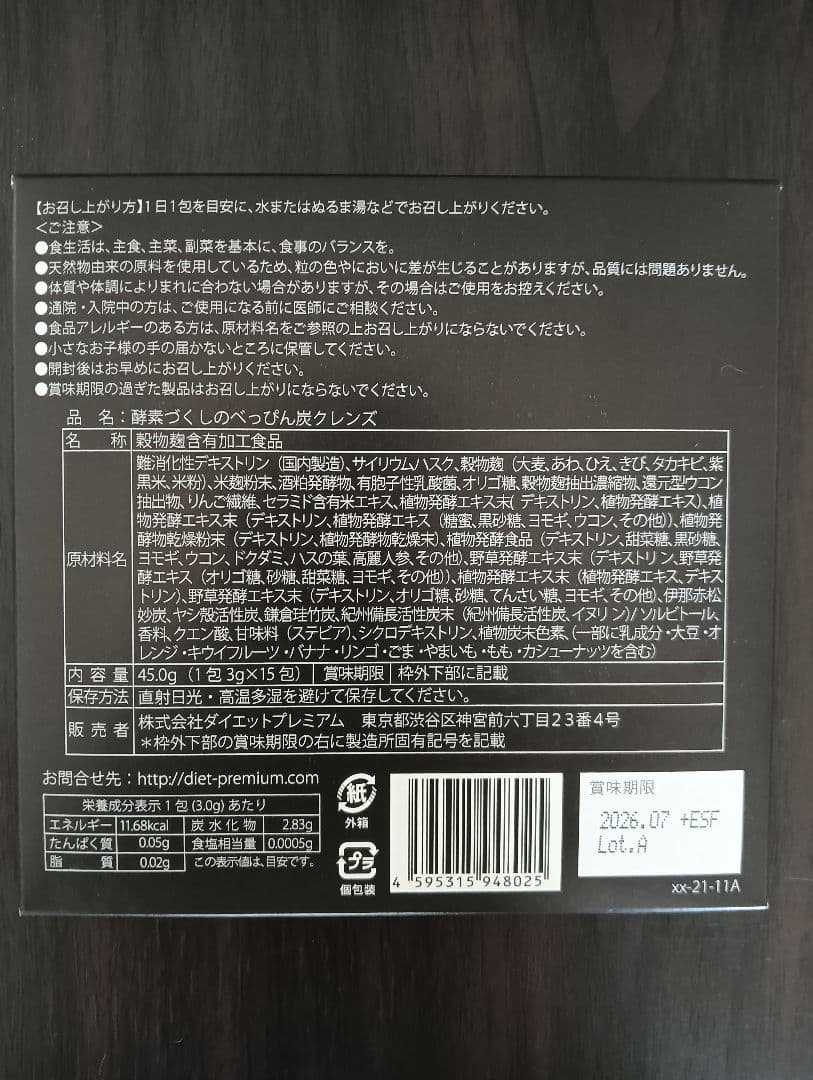 【お召し上がり方】1日1包を目安に、水またはぬるま湯などでお召し上がりください。
＜ご注意＞
●食生活は、主食、主菜、副菜を基本に、食事のバランスを。
●天然物由来の原料を使用しているため、粒の色やにおいに差が生じることがありますが、品質には問題ありません。
●体質や体調によりまれに合わない場合がありますが、その場合はご使用をお控えください。
●通院・入院中の方は、ご使用になる前に医師にご相談ください。
●食品アレルギーのある方は、原材料名をご参照の上お召し上がりにならないでください。
●小さなお子様の手の届かないところに保管してください。
●開封後はお早めにお召し上がりください。
●賞味期限の過ぎた製品はお召し上がりにならないでください。
品　名：酵素づくしのべっぴん炭クレンズ
名　称 穀物麹含有加工食品
原材料名
難消化性デキストリン（国内製造）、サイリウムハスク、穀物麹（大麦、あわ、ひえ、きび、タカキビ、紫
黒米、米粉）、米麹粉末、酒粕発酵物、有胞子性乳酸菌、オリゴ糖、穀物麹抽出濃縮物、還元型ウコン
抽出物、りんご繊維、セラミド含有米エキス、植物発酵エキス末（デキストリン、植物発酵エキス）、植
物発酵エキス末（デキストリン、植物発酵エキス（糖蜜、黒砂糖、ヨモギ、ウコン、その他））、植物発
酵物乾燥粉末（デキストリン、植物発酵物乾燥末）、植物発酵食品（デキストリン、甜菜糖、黒砂糖、
ヨモギ、ウコン、ドクダミ、ハスの葉、高麗人参、その他）、野草発酵エキス末（デキストリン、野草発
酵エキス（オリゴ糖、砂糖、甜菜糖、ヨモギ、その他））、植物発酵エキス末（植物発酵エキス、デキス
トリン）、野草発酵エキス末（デキストリン、オリゴ糖、砂糖、てんさい糖、ヨモギ、その他）、伊那赤松
妙炭、ヤシ殻活性炭、鎌倉珪竹炭、紀州備長活性炭末（紀州備長活性炭、イヌリン）/ソルビトール、
香料、クエン酸、甘味料（ステビア）、シクロデキストリン、植物炭末色素、（一部に乳成分・大豆・オ
レンジ・キウイフルーツ・バナナ・リンゴ・ごま・やまいも・もも・カシューナッツを含む）
内容量 45.0g（1包 3g×15包） 賞味期限 枠外下部に記載
保存方法 直射日光・高温多湿を避けて保存してください。
販売者 株式会社ダイエットプレミアム　東京都渋谷区神宮前六丁目23番4号
＊枠外下部の賞味期限の右に製造所固有記号を記載
お問合せ先：http://diet-premium.com
栄養成分表示 1包(3.0g)あたり
エネルギー 11.68kcal 炭水化物 2.83g
たんぱく質 0.05g 食塩相当量 0.0005g
脂　質 0.02g この表示値は、目安です。
紙
外箱
プラ
個包装
4 595315 948025
賞味期限
2026.07 +ESF
Lot.A
xx-21-11A